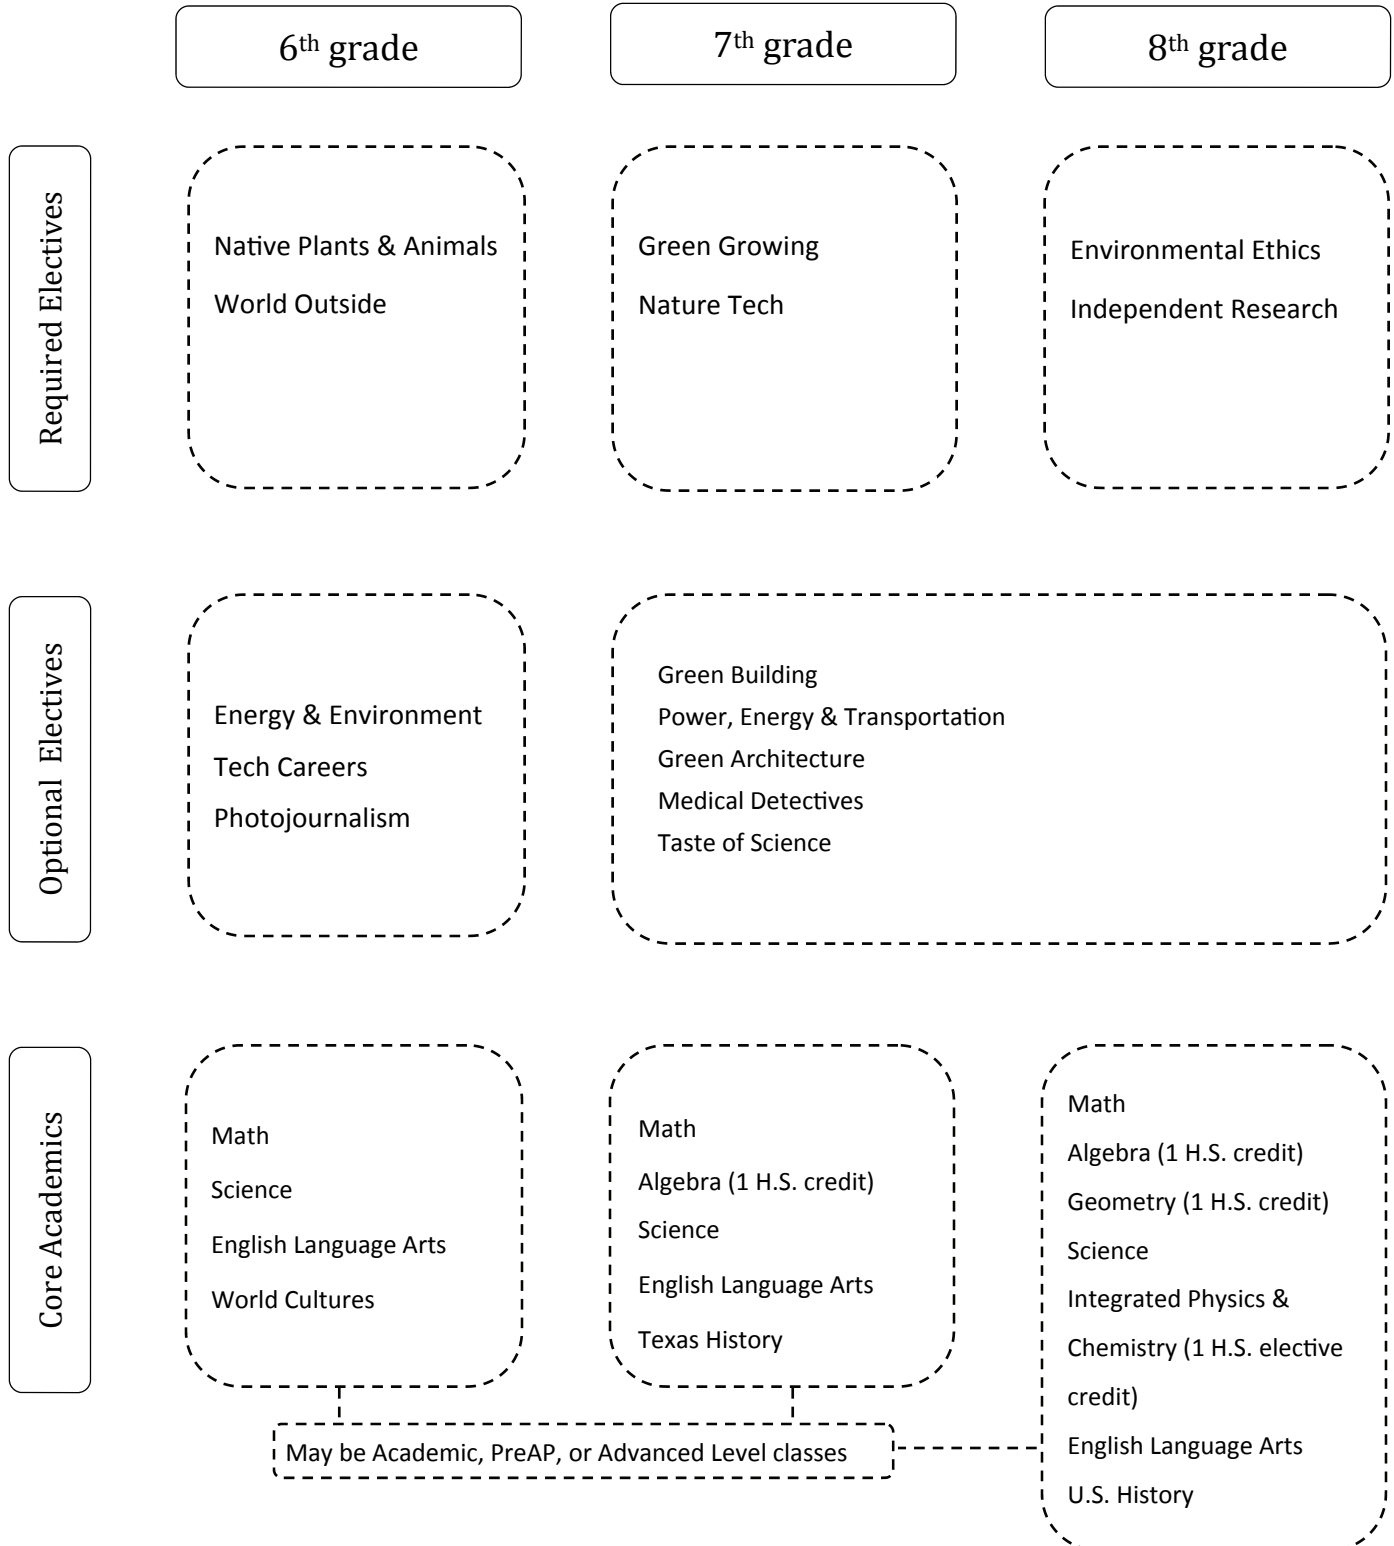 6th grade
7th grade
8th grade
Required Electives
Native Plants & Animals
World Outside
Green Growing
Nature Tech
Environmental Ethics
Independent Research
Optional Electives
Energy & Environment
Tech Careers
Photojournalism
Green Building
Power, Energy & Transportation
Green Architecture
Medical Detectives
Taste of Science
Core Academics
Math
Science
English Language Arts
World Cultures
Math
Algebra (1 H.S. credit)
Science
English Language Arts
Texas History
Math
Algebra (1 H.S. credit)
Geometry (1 H.S. credit)
Science
Integrated Physics &
Chemistry (1 H.S. elective
credit)
English Language Arts
U.S. History
May be Academic, PreAP, or Advanced Level classes